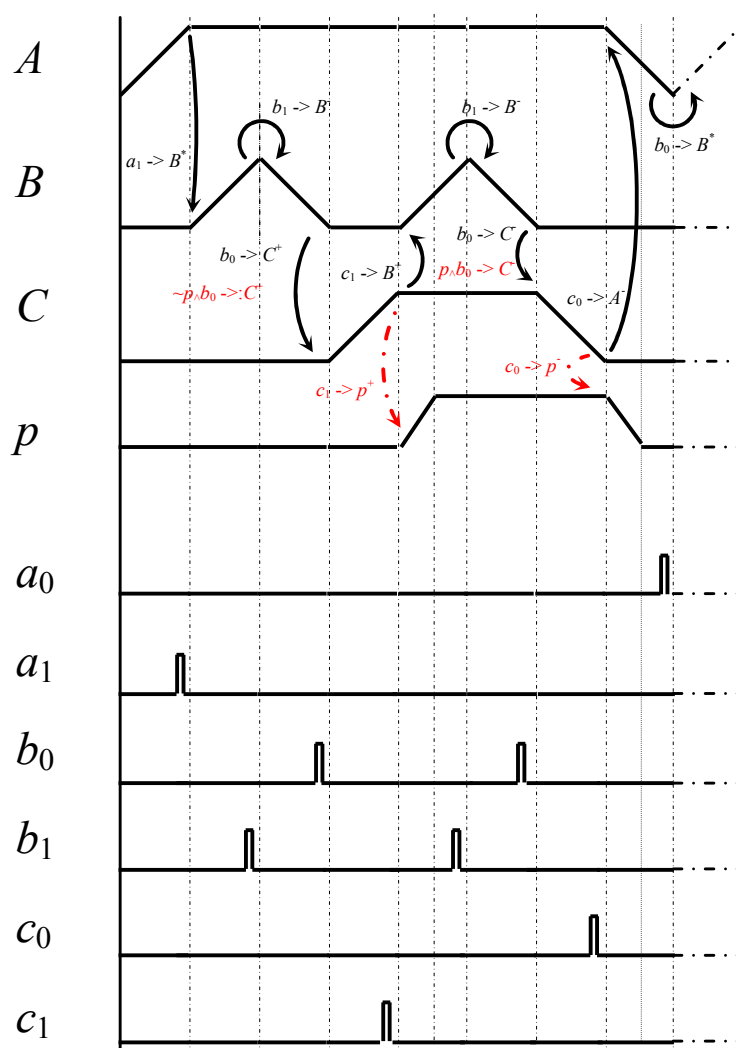 A
b₁ -> B⁻
b₁ -> B⁻
a₁ -> B*
b₀ -> B*
B
b₀ -> C⁺
b₀ -> C⁻
~p∧b₀ ->:C⁺
c₁ -> B⁺
p∧b₀ -> C⁻
C
c₀ -> A⁻
c₁ -> p⁺
c₀ -> p⁻
p
a₀
a₁
b₀
b₁
c₀
c₁